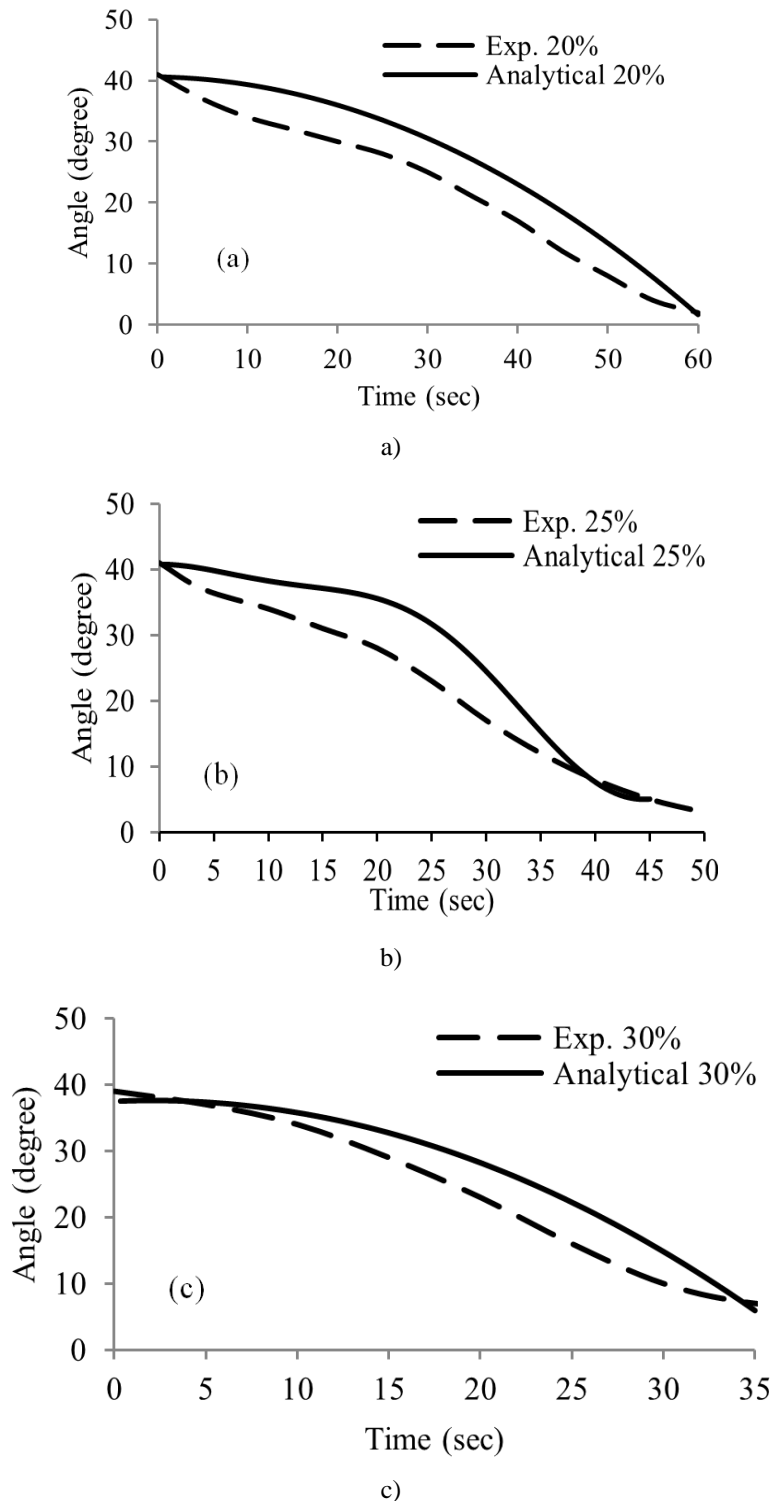 50
Exp. 20%
Analytical 20%
40
30
20
10
0
Angle (degree)
(a)
0 10 20 30 40 50 60
Time (sec)
a)
50
Exp. 25%
Analytical 25%
40
30
20
10
0
Angle (degree)
(b)
0 5 10 15 20 25 30 35 40 45 50
Time (sec)
b)
50
Exp. 30%
Analytical 30%
40
30
20
10
0
Angle (degree)
(c)
0 5 10 15 20 25 30 35
Time (sec)
c)